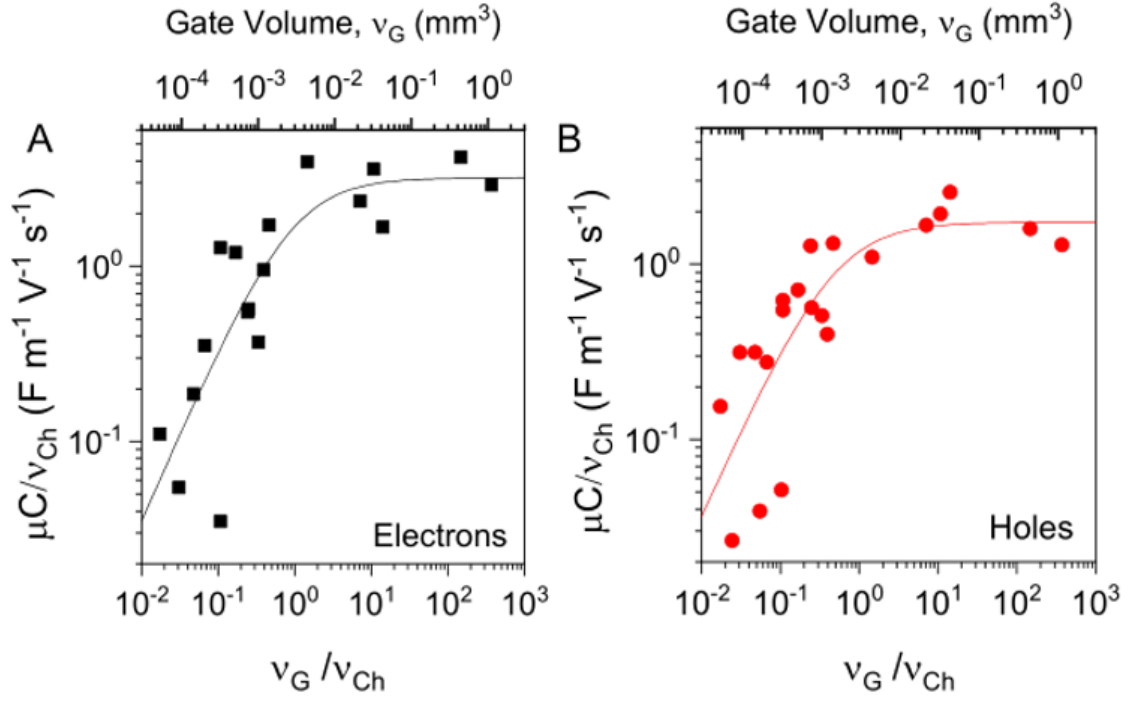 Gate Volume, νG (mm³)
10⁻⁴ 10⁻³ 10⁻² 10⁻¹ 10⁰
A
μC/νCh (F m⁻¹ V⁻¹ s⁻¹)
10⁰
10⁻¹
Electrons
10⁻² 10⁻¹ 10⁰ 10¹ 10² 10³
νG /νCh
Gate Volume, νG (mm³)
10⁻⁴ 10⁻³ 10⁻² 10⁻¹ 10⁰
B
μC/νCh (F m⁻¹ V⁻¹ s⁻¹)
10⁰
10⁻¹
Holes
10⁻² 10⁻¹ 10⁰ 10¹ 10² 10³
νG /νCh